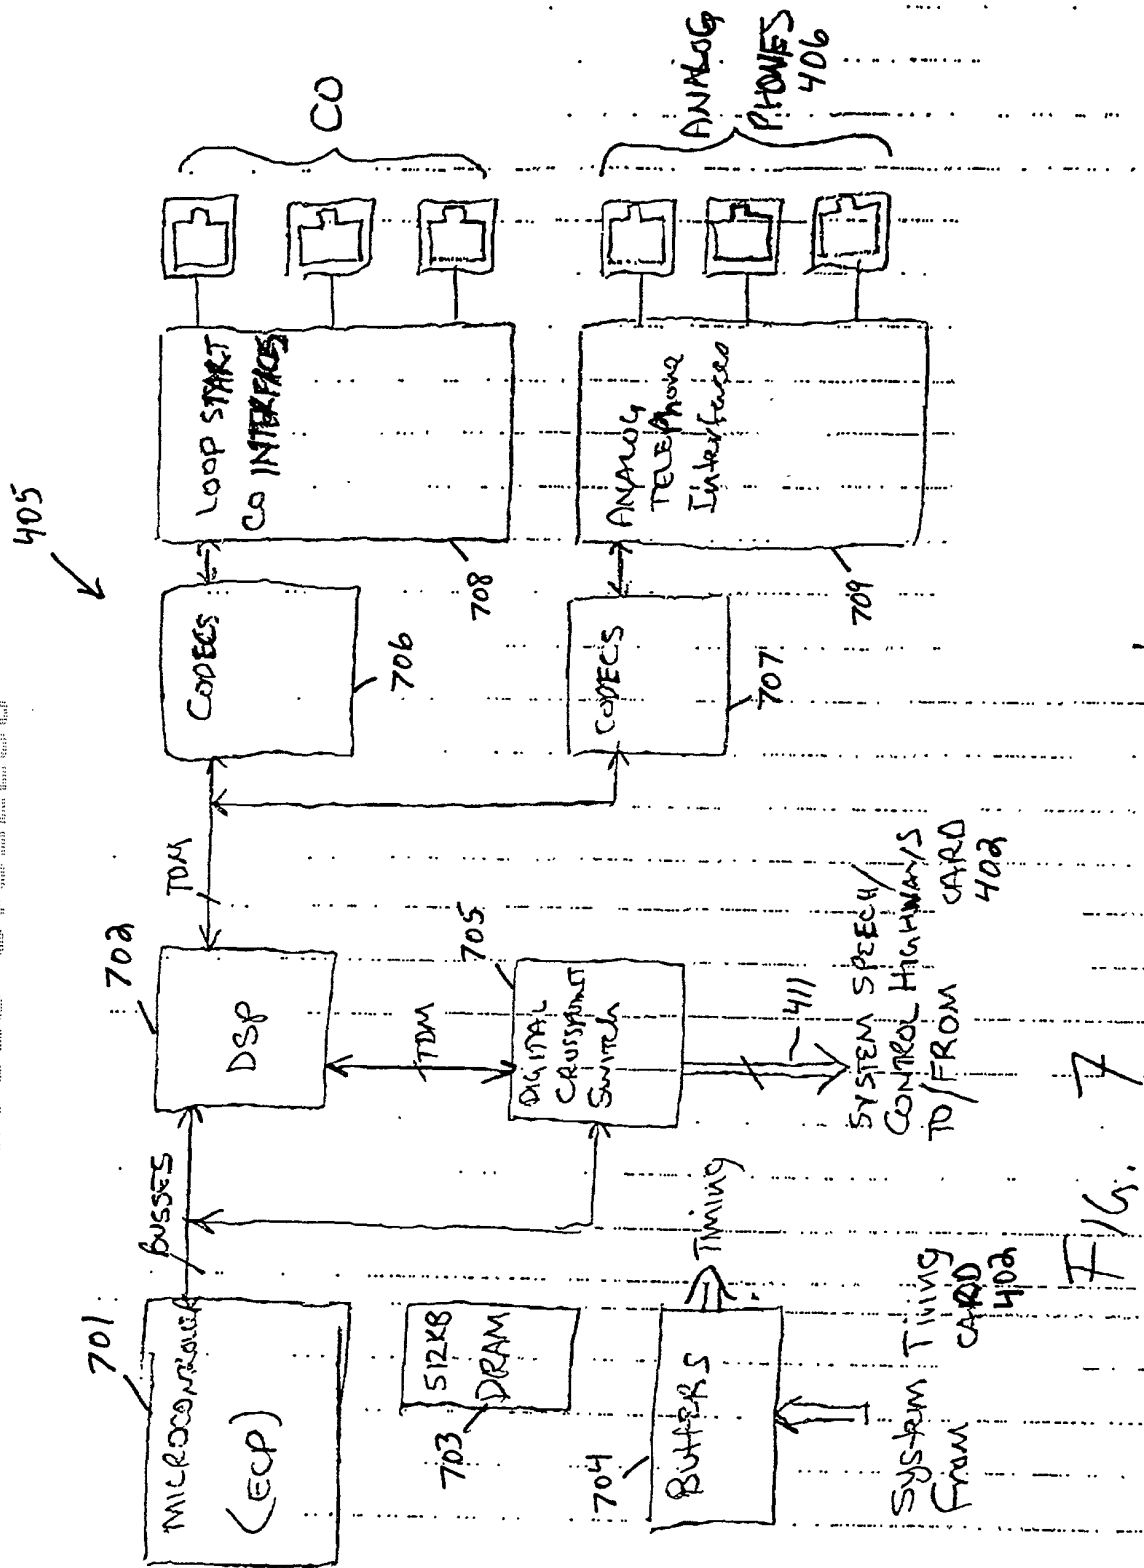 405
701
MICROCONTROLLER
(ECP)
BUSSES
702
DSP
TDM
CODECS
706
LOOP START
CO INTERFACES
708
CO
512KB
DRAM
703
TDM
705
DIGITAL
CROSSPOINT
Switch
CODECS
707
ANALOG
TELEPHONE
Interfaces
709
ANALOG
PHONES
406
704
BUFFERS
TIMING
411
SYSTEM SPEECH/
CONTROL HIGHWAYS
TO/FROM CARD
402
System Timing
From CARD
402
FIG. 7